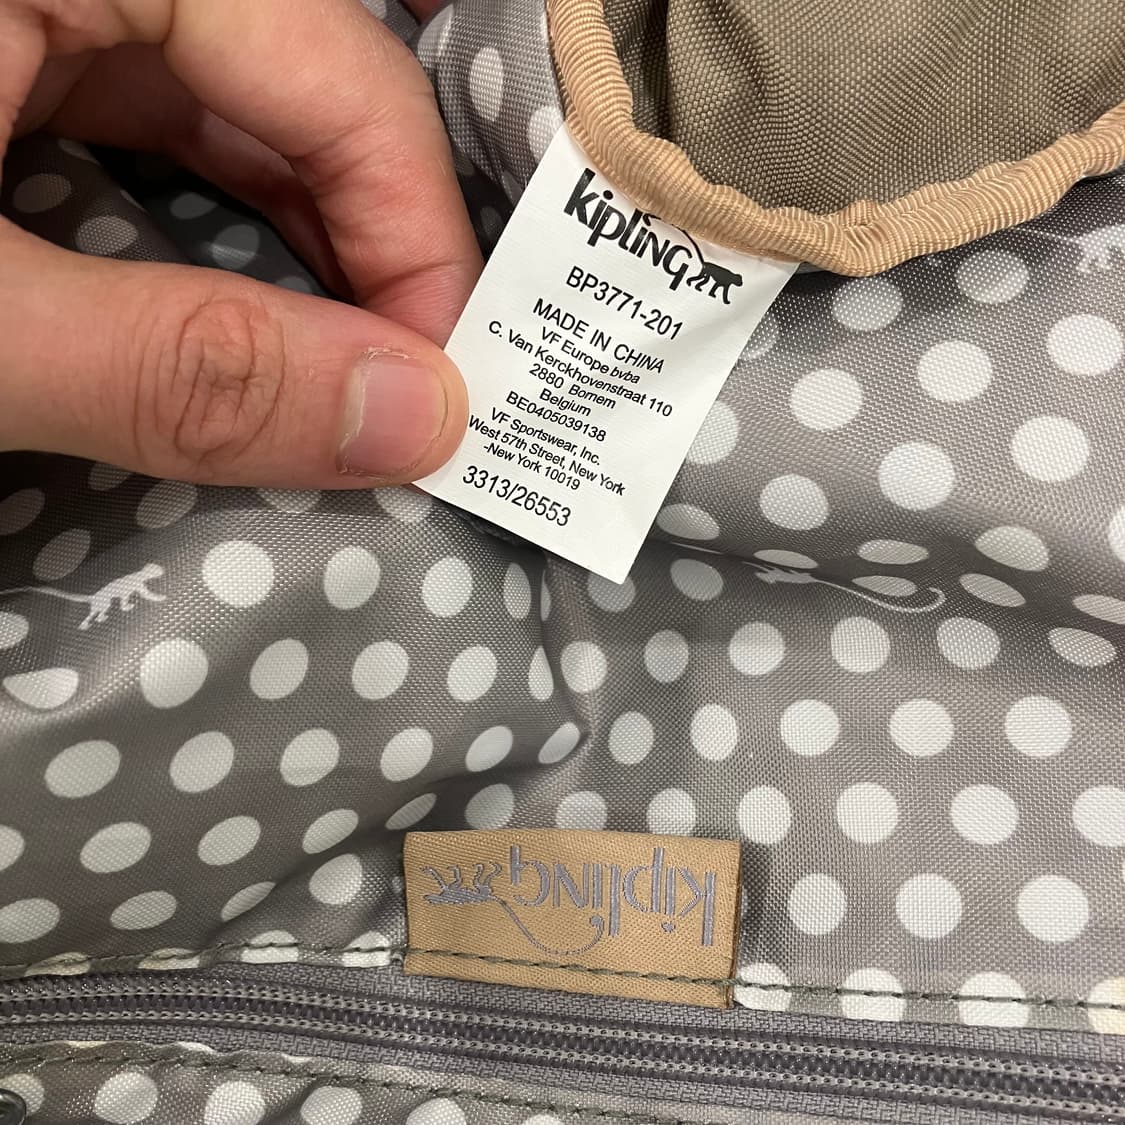 kipling
BP3771-201
MADE IN CHINA
VF Europe bvba
C. Van Kerckhovenstraat 110
2880 Bornem
Belgium
BE0405039138
VF Sportswear, Inc.
West 57th Street, New York
-New York 10019
3313/26553
kipling